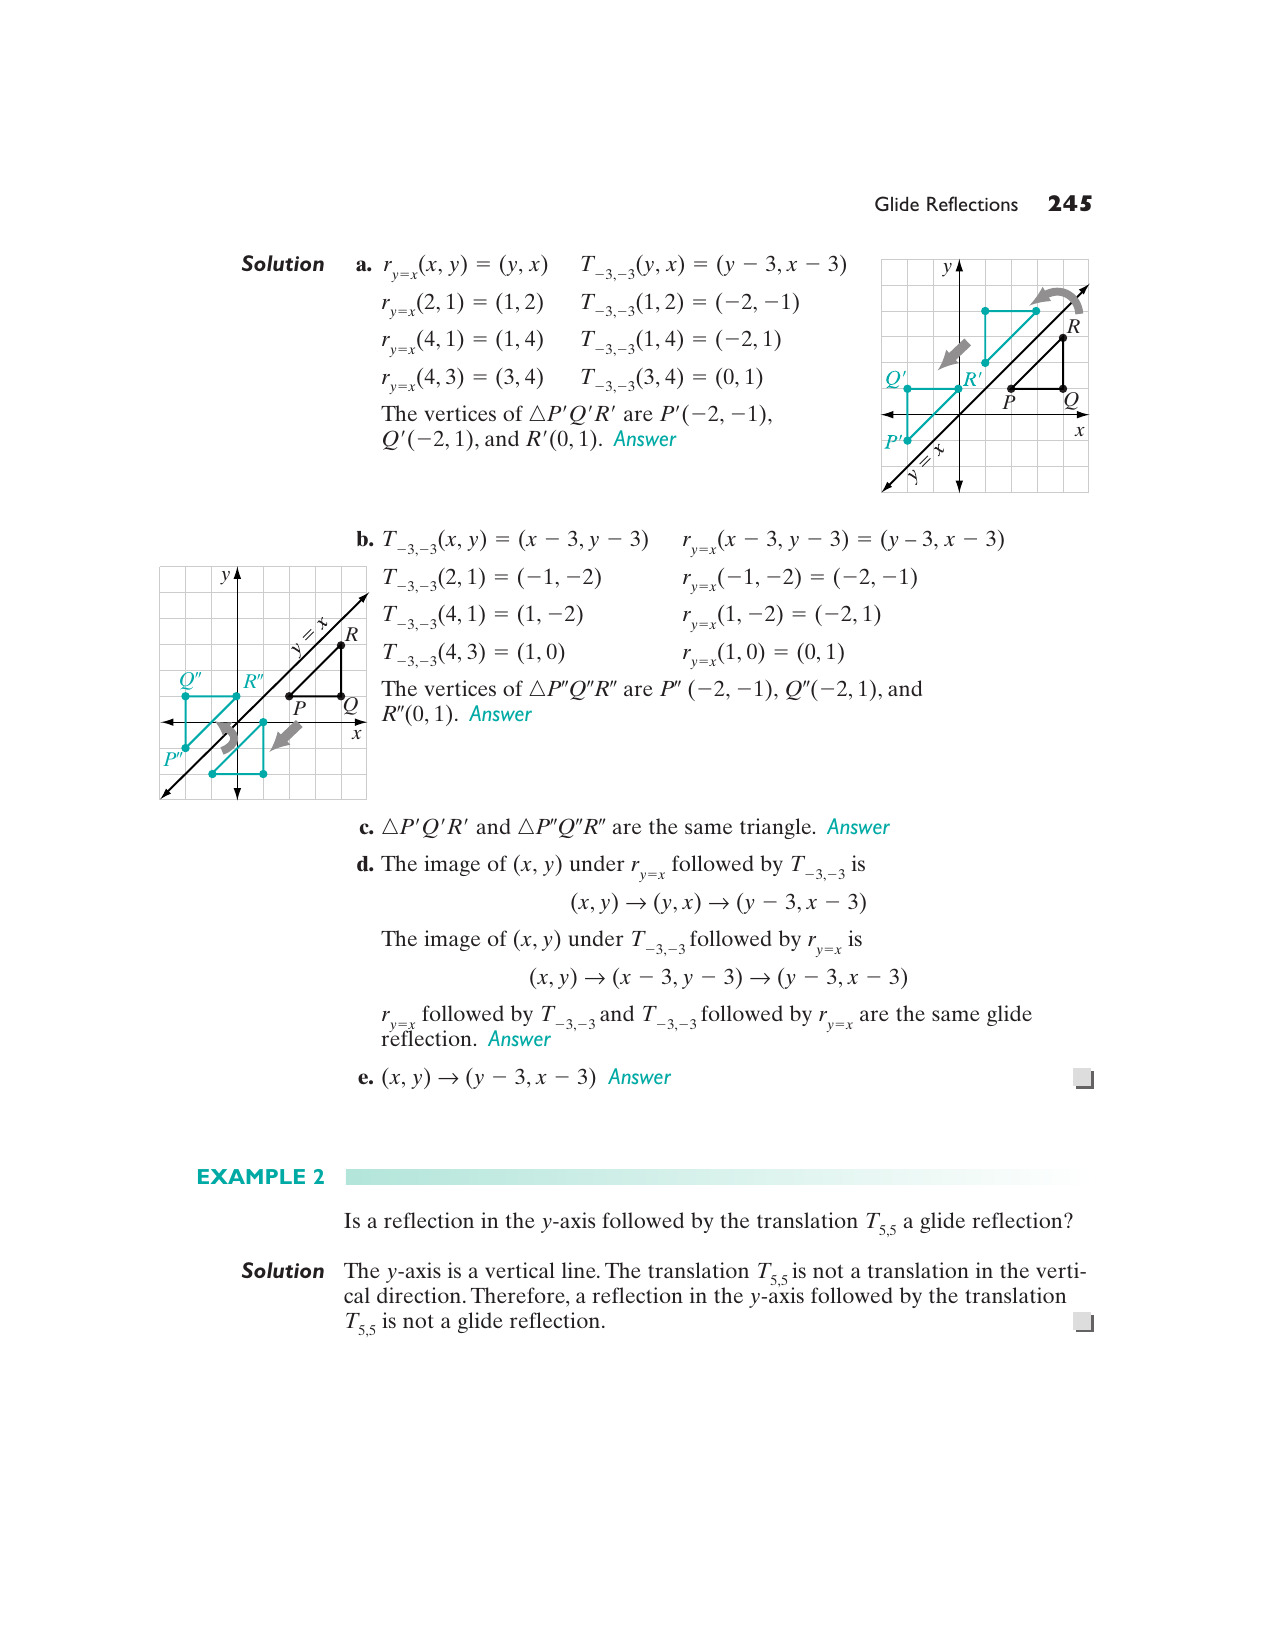 Glide Reflections 245
Solution a. r_{y=x}(x, y) = (y, x) T_{−3,−3}(y, x) = (y − 3, x − 3)
r_{y=x}(2, 1) = (1, 2) T_{−3,−3}(1, 2) = (−2, −1)
r_{y=x}(4, 1) = (1, 4) T_{−3,−3}(1, 4) = (−2, 1)
r_{y=x}(4, 3) = (3, 4) T_{−3,−3}(3, 4) = (0, 1)
The vertices of △P′Q′R′ are P′(−2, −1),
Q′(−2, 1), and R′(0, 1). Answer
y
R
Q′ R′
P Q
x
P′
y = x
b. T_{−3,−3}(x, y) = (x − 3, y − 3) r_{y=x}(x − 3, y − 3) = (y – 3, x − 3)
T_{−3,−3}(2, 1) = (−1, −2) r_{y=x}(−1, −2) = (−2, −1)
T_{−3,−3}(4, 1) = (1, −2) r_{y=x}(1, −2) = (−2, 1)
T_{−3,−3}(4, 3) = (1, 0) r_{y=x}(1, 0) = (0, 1)
The vertices of △P″Q″R″ are P″ (−2, −1), Q″(−2, 1), and
R″(0, 1). Answer
y
y = x
R
Q″ R″
P Q
x
P″
c. △P′Q′R′ and △P″Q″R″ are the same triangle. Answer
d. The image of (x, y) under r_{y=x} followed by T_{−3,−3} is
(x, y) → (y, x) → (y − 3, x − 3)
The image of (x, y) under T_{−3,−3} followed by r_{y=x} is
(x, y) → (x − 3, y − 3) → (y − 3, x − 3)
r_{y=x} followed by T_{−3,−3} and T_{−3,−3} followed by r_{y=x} are the same glide
reflection. Answer
e. (x, y) → (y − 3, x − 3) Answer
EXAMPLE 2
Is a reflection in the y-axis followed by the translation T_{5,5} a glide reflection?
Solution The y-axis is a vertical line. The translation T_{5,5} is not a translation in the verti-
cal direction. Therefore, a reflection in the y-axis followed by the translation
T_{5,5} is not a glide reflection.